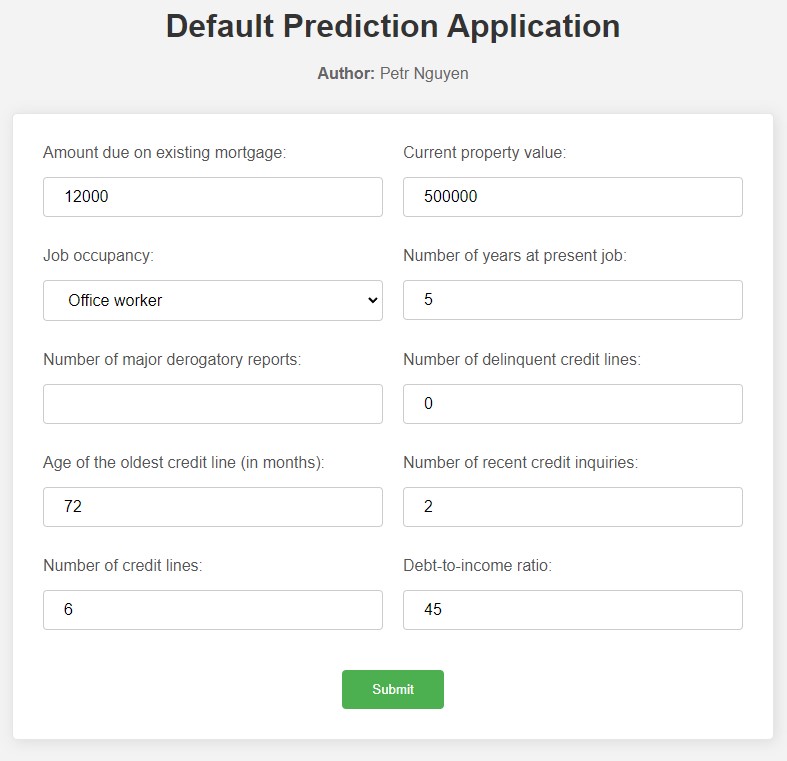 Default Prediction Application
Author: Petr Nguyen
Amount due on existing mortgage: Current property value:
12000 500000
Job occupancy: Number of years at present job:
Office worker 5
Number of major derogatory reports: Number of delinquent credit lines:
0
Age of the oldest credit line (in months): Number of recent credit inquiries:
72 2
Number of credit lines: Debt-to-income ratio:
6 45
Submit